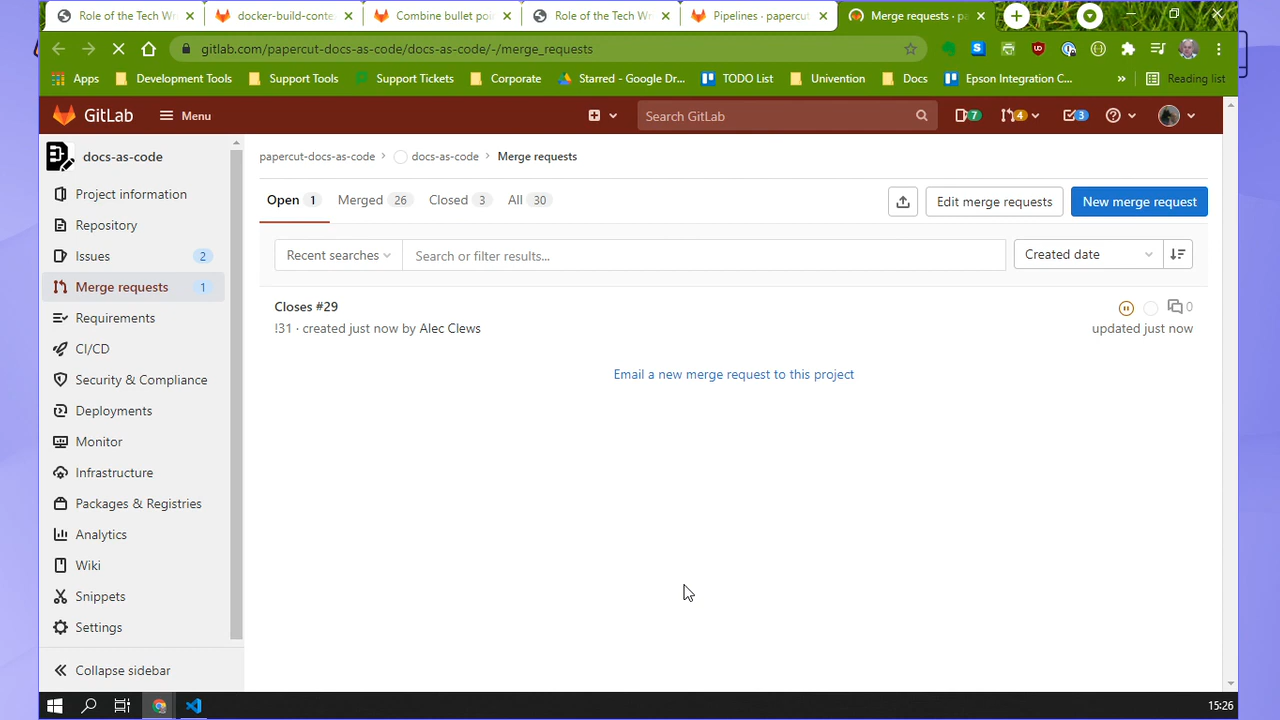 Role of the Tech Wr
docker-build-conte
Combine bullet poi
Role of the Tech W
Pipelines · papercut
Merge requests · p
gitlab.com/papercut-docs-as-code/docs-as-code/-/merge_requests
Apps
Development Tools
Support Tools
Support Tickets
Corporate
Starred - Google Dr...
TODO List
Univention
Docs
Epson Integration C...
»
Reading list
GitLab
Menu
Search GitLab
7
4
3
docs-as-code
papercut-docs-as-code › docs-as-code › Merge requests
Project information
Repository
Issues 2
Merge requests 1
Requirements
CI/CD
Security & Compliance
Deployments
Monitor
Infrastructure
Packages & Registries
Analytics
Wiki
Snippets
Settings
Collapse sidebar
Open 1 Merged 26 Closed 3 All 30
Edit merge requests
New merge request
Recent searches
Search or filter results...
Created date
Closes #29
0
!31 · created just now by Alec Clews
updated just now
Email a new merge request to this project
15:26